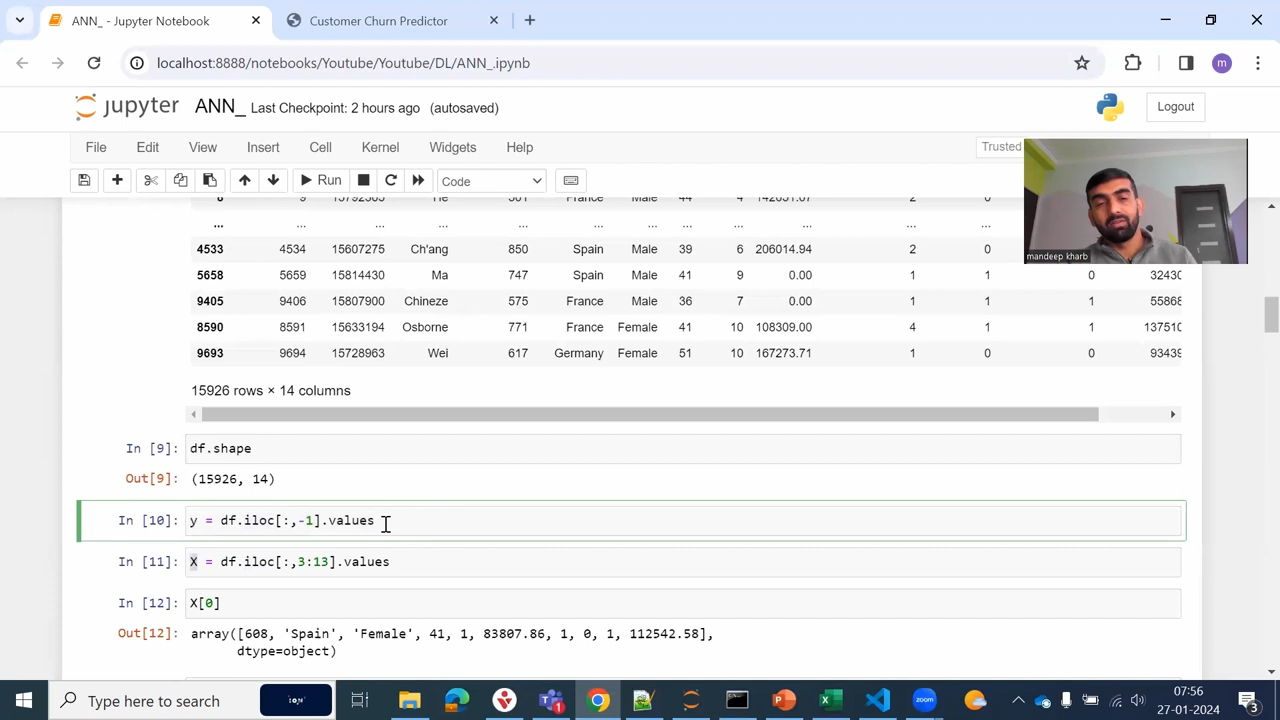 ANN_ - Jupyter Notebook
Customer Churn Predictor
localhost:8888/notebooks/Youtube/Youtube/DL/ANN_.ipynb
m
jupyter ANN_ Last Checkpoint: 2 hours ago (autosaved)
Logout
File Edit View Insert Cell Kernel Widgets Help Trusted
Run Code
mandeep kharb
... ... ... ... ... ... ... ... ... ... ...
4533 4534 15607275 Ch'ang 850 Spain Male 39 6 206014.94 2 0
5658 5659 15814430 Ma 747 Spain Male 41 9 0.00 1 1 0 32430
9405 9406 15807900 Chineze 575 France Male 36 7 0.00 1 1 1 55868
8590 8591 15633194 Osborne 771 France Female 41 10 108309.00 4 1 1 137510
9693 9694 15728963 Wei 617 Germany Female 51 10 167273.71 1 0 0 93439
15926 rows × 14 columns
In [9]: df.shape
Out[9]: (15926, 14)
In [10]: y = df.iloc[:,-1].values
In [11]: X = df.iloc[:,3:13].values
In [12]: X[0]
Out[12]: array([608, 'Spain', 'Female', 41, 1, 83807.86, 1, 0, 1, 112542.58],
dtype=object)
Type here to search
zoom
07:56
27-01-2024
3